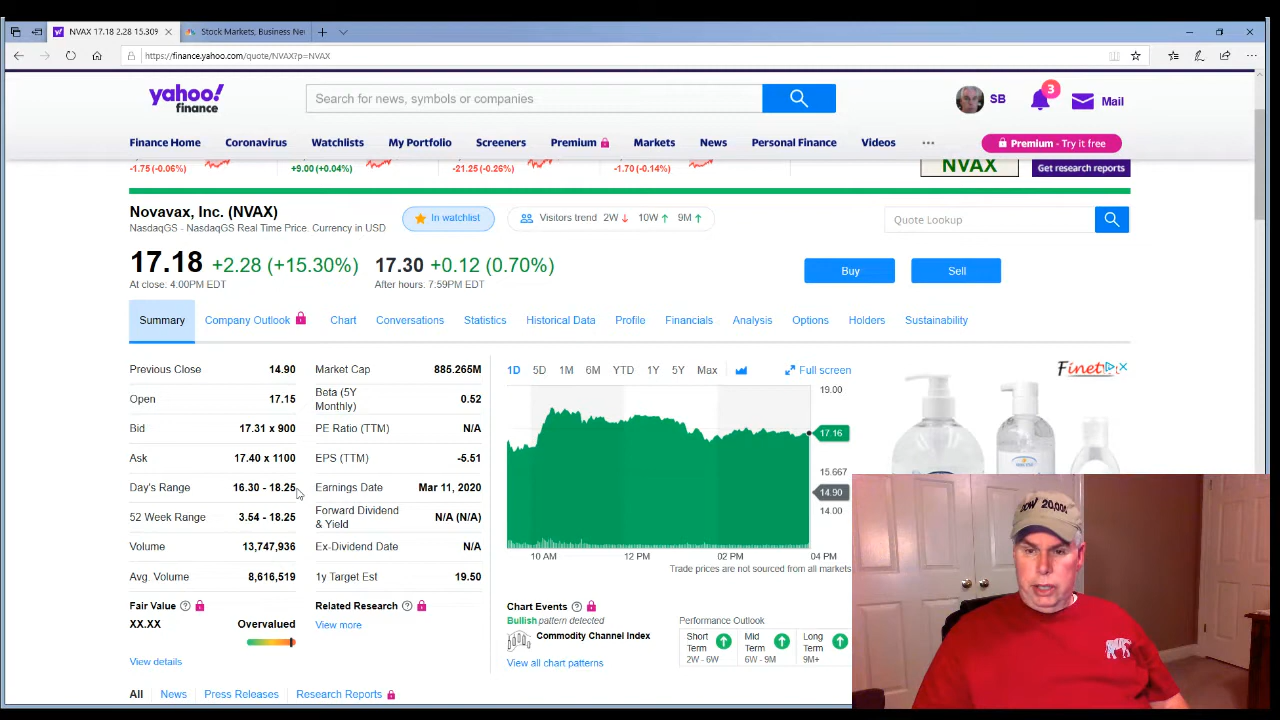 NVAX 17.18 2.28 15.309
Stock Markets, Business Ne
https://finance.yahoo.com/quote/NVAX?p=NVAX
yahoo!
finance
Search for news, symbols or companies
SB
3
Mail
Finance Home Coronavirus Watchlists My Portfolio Screeners Premium Markets News Personal Finance Videos ...
Premium - Try it free
-1.75 (-0.06%) +9.00 (+0.04%) -21.25 (-0.26%) -1.70 (-0.14%)
NVAX
Get research reports
Novavax, Inc. (NVAX)
NasdaqGS - NasdaqGS Real Time Price. Currency in USD
In watchlist
Visitors trend 2W↓ 10W↑ 9M↑
Quote Lookup
17.18 +2.28 (+15.30%)
At close: 4:00PM EDT
17.30 +0.12 (0.70%)
After hours: 7:59PM EDT
Buy
Sell
Summary Company Outlook Chart Conversations Statistics Historical Data Profile Financials Analysis Options Holders Sustainability
Previous Close 14.90
Open 17.15
Bid 17.31 x 900
Ask 17.40 x 1100
Day's Range 16.30 - 18.25
52 Week Range 3.54 - 18.25
Volume 13,747,936
Avg. Volume 8,616,519
Fair Value
XX.XX Overvalued
View details
Market Cap 885.265M
Beta (5Y
Monthly) 0.52
PE Ratio (TTM) N/A
EPS (TTM) -5.51
Earnings Date Mar 11, 2020
Forward Dividend
& Yield N/A (N/A)
Ex-Dividend Date N/A
1y Target Est 19.50
Related Research
View more
1D 5D 1M 6M YTD 1Y 5Y Max
Full screen
19.00
17.16
15.667
14.90
14.00
10 AM 12 PM 02 PM 04 PM
Trade prices are not sourced from all markets
Chart Events
Bullish pattern detected
Commodity Channel Index
View all chart patterns
Performance Outlook
Short
Term
2W - 6W
Mid
Term
6W - 9M
Long
Term
9M+
All News Press Releases Research Reports
DOW 20,000